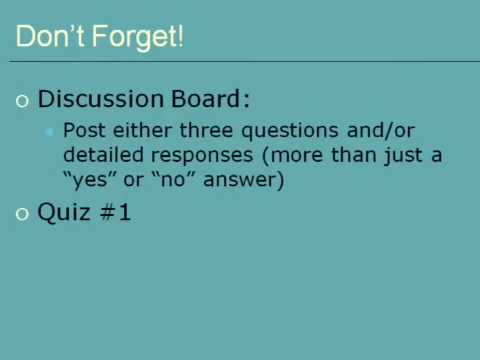 Don’t Forget!
Discussion Board:
Post either three questions and/or
detailed responses (more than just a
“yes” or “no” answer)
Quiz #1